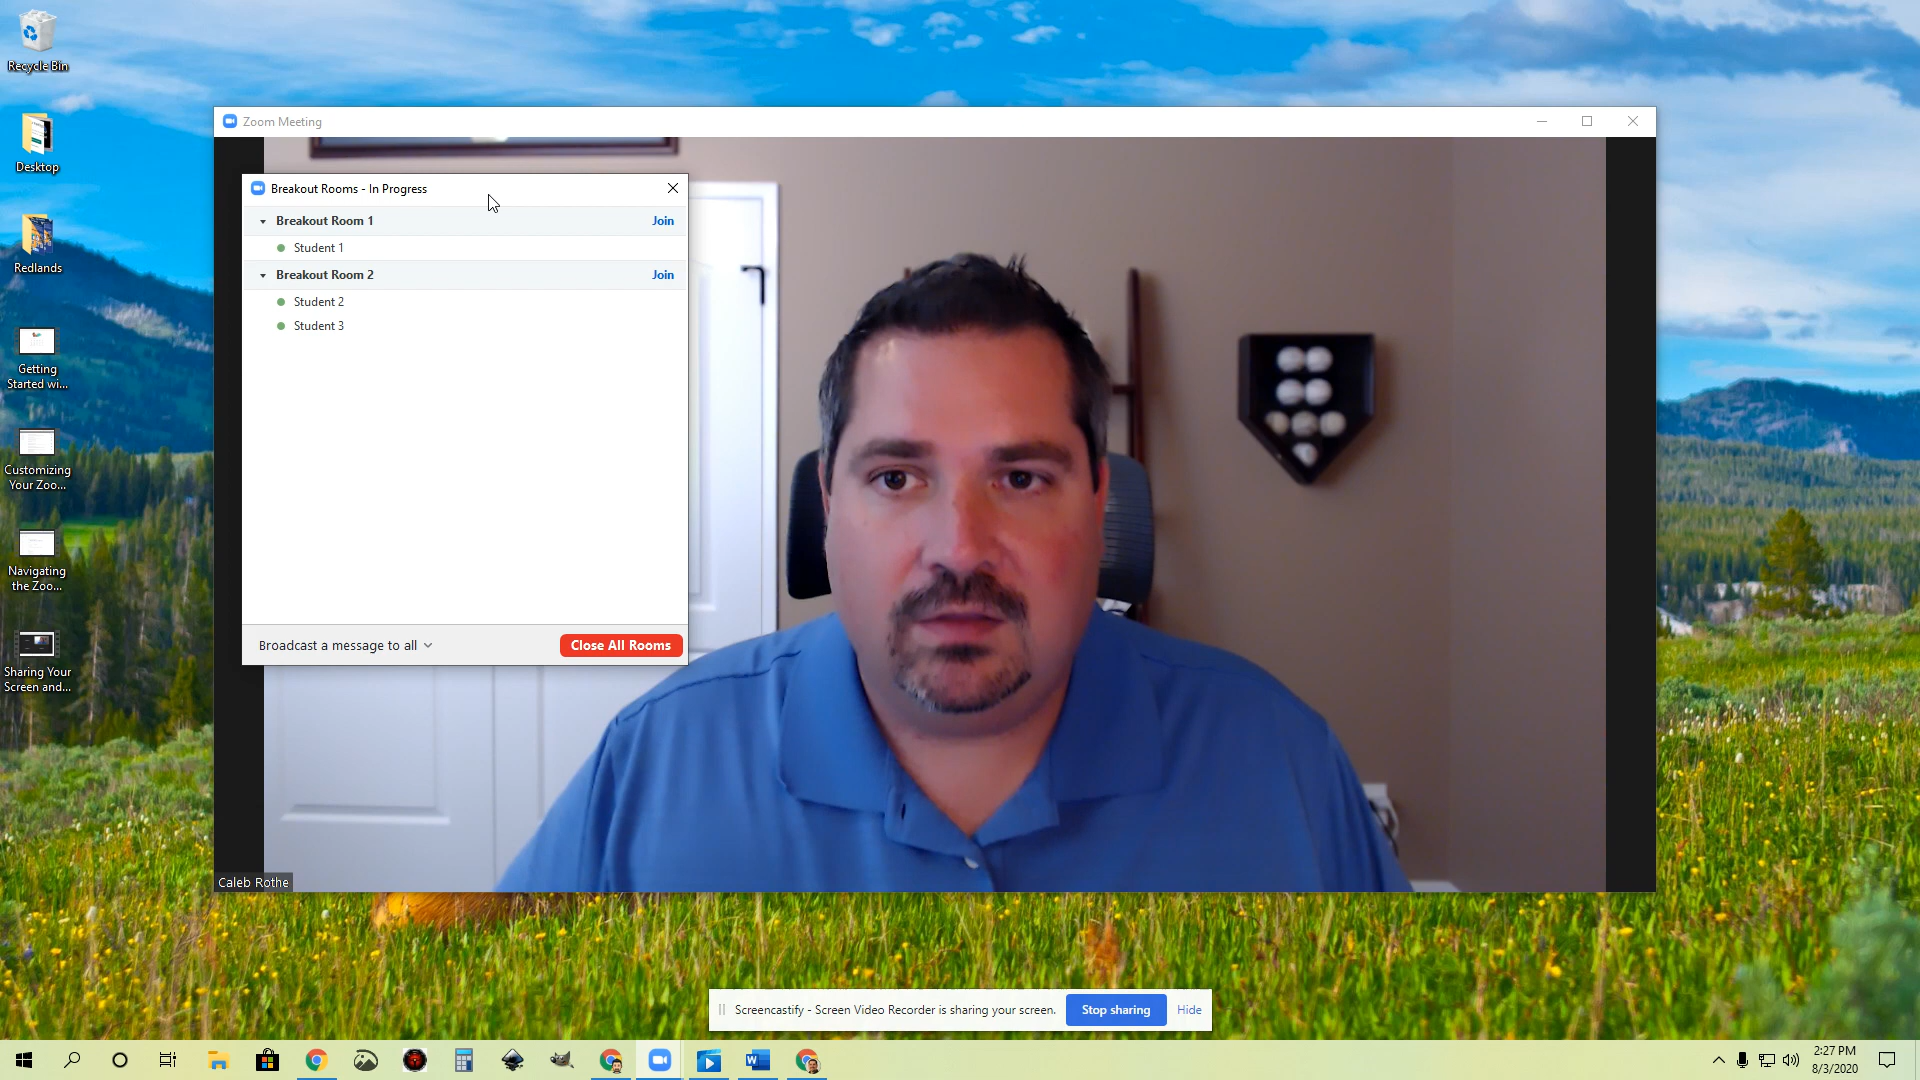 Recycle Bin
Desktop
Redlands
Getting
Started wi...
Customizing
Your Zoo...
Navigating
the Zoo...
Sharing Your
Screen and...
Zoom Meeting
Breakout Rooms - In Progress
Breakout Room 1 Join
Student 1
Breakout Room 2 Join
Student 2
Student 3
Broadcast a message to all Close All Rooms
Caleb Rothe
Screencastify - Screen Video Recorder is sharing your screen. Stop sharing Hide
2:27 PM
8/3/2020